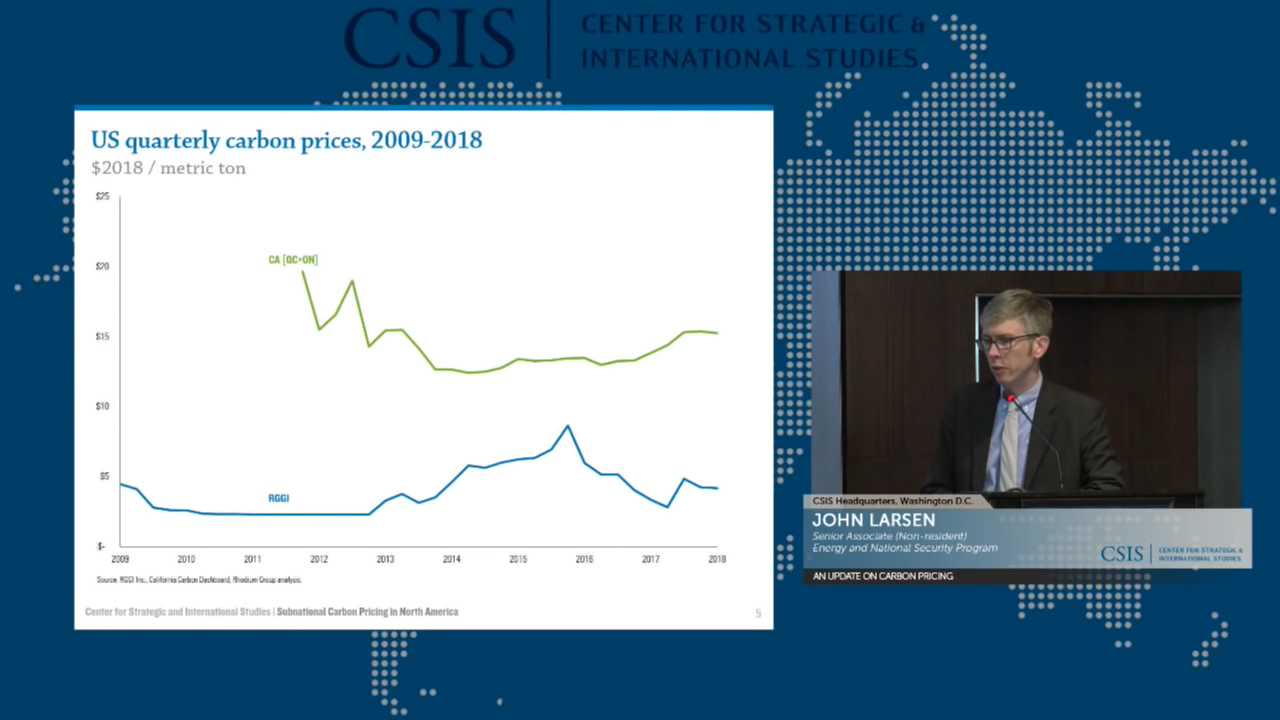 CSIS
CENTER FOR STRATEGIC &
INTERNATIONAL STUDIES
US quarterly carbon prices, 2009-2018
$2018 / metric ton
$25
$20
$15
$10
$5
$-
CA [QC+ON]
RGGI
2009 2010 2011 2012 2013 2014 2015 2016 2017 2018
Source: RGGI Inc., California Carbon Dashboard, Rhodium Group analysis.
Center for Strategic and International Studies | Subnational Carbon Pricing in North America
5
CSIS Headquarters, Washington D.C.
JOHN LARSEN
Senior Associate (Non-resident)
Energy and National Security Program
CSIS
CENTER FOR STRATEGIC &
INTERNATIONAL STUDIES
AN UPDATE ON CARBON PRICING